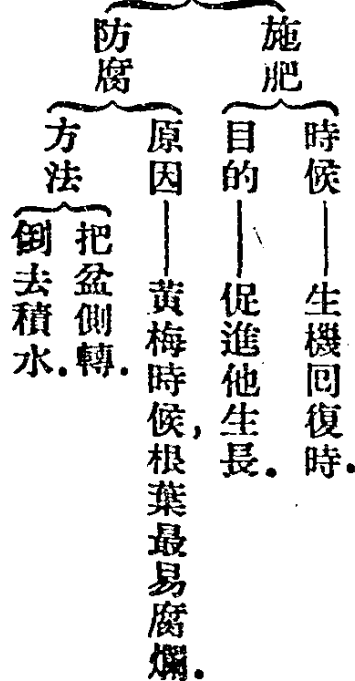 施肥
時候——生機回復時.
目的——促進他生長.
防腐
原因——黃梅時候,根葉最易腐爛.
方法
把盆側轉.
倒去積水.